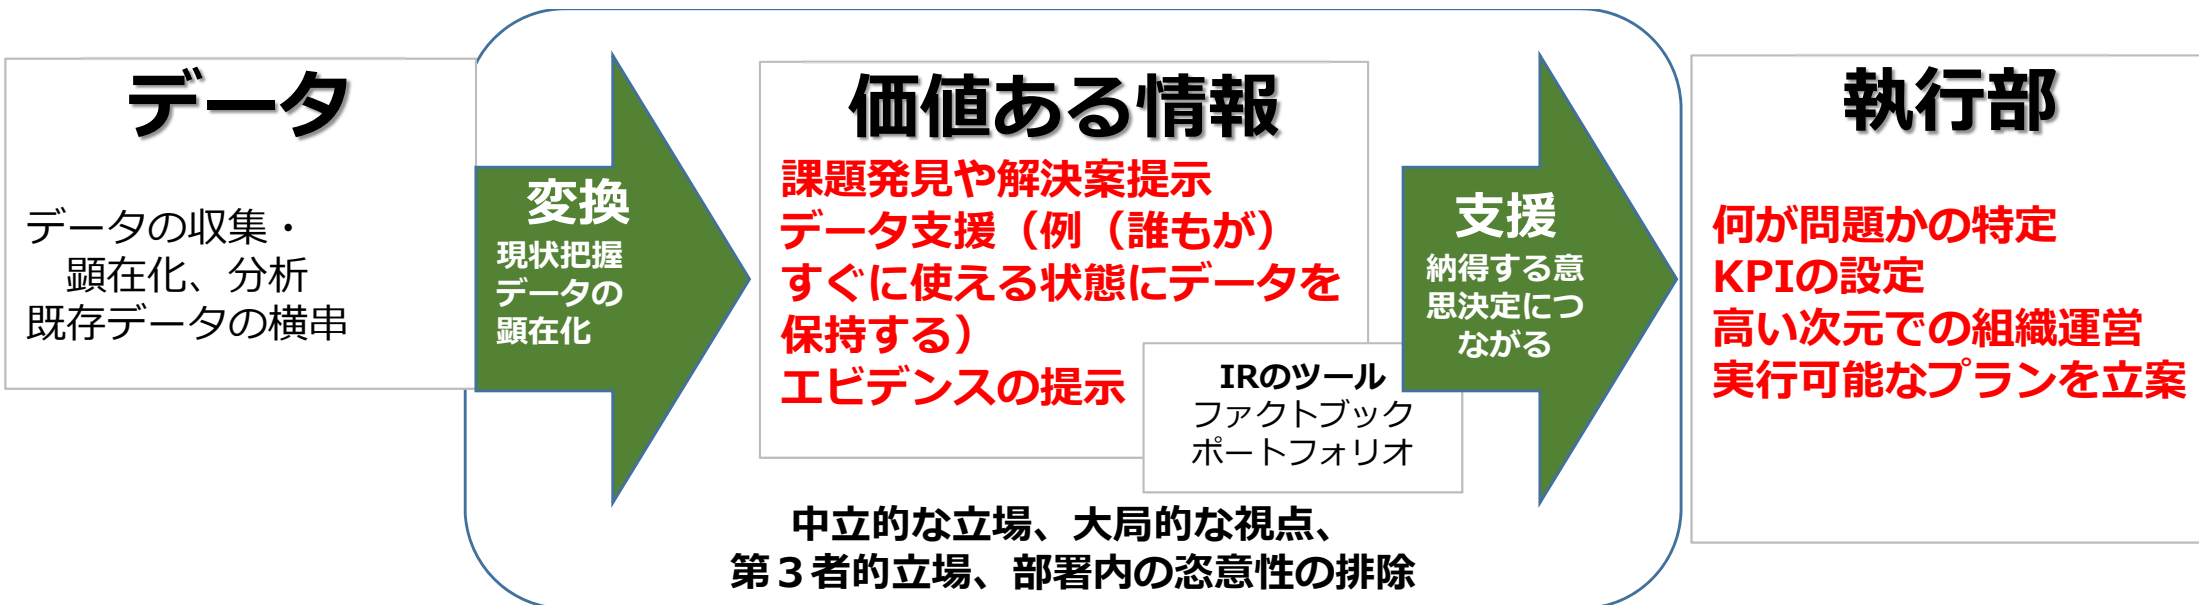 データ
データの収集・
顕在化、分析
既存データの横串
変換
現状把握
データの
顕在化
価値ある情報
課題発見や解決案提示
データ支援（例（誰もが）
すぐに使える状態にデータを
保持する）
エビデンスの提示
IRのツール
ファクトブック
ポートフォリオ
支援
納得する意
思決定につ
ながる
執行部
何が問題かの特定
KPIの設定
高い次元での組織運営
実行可能なプランを立案
中立的な立場、大局的な視点、
第３者的立場、部署内の恣意性の排除